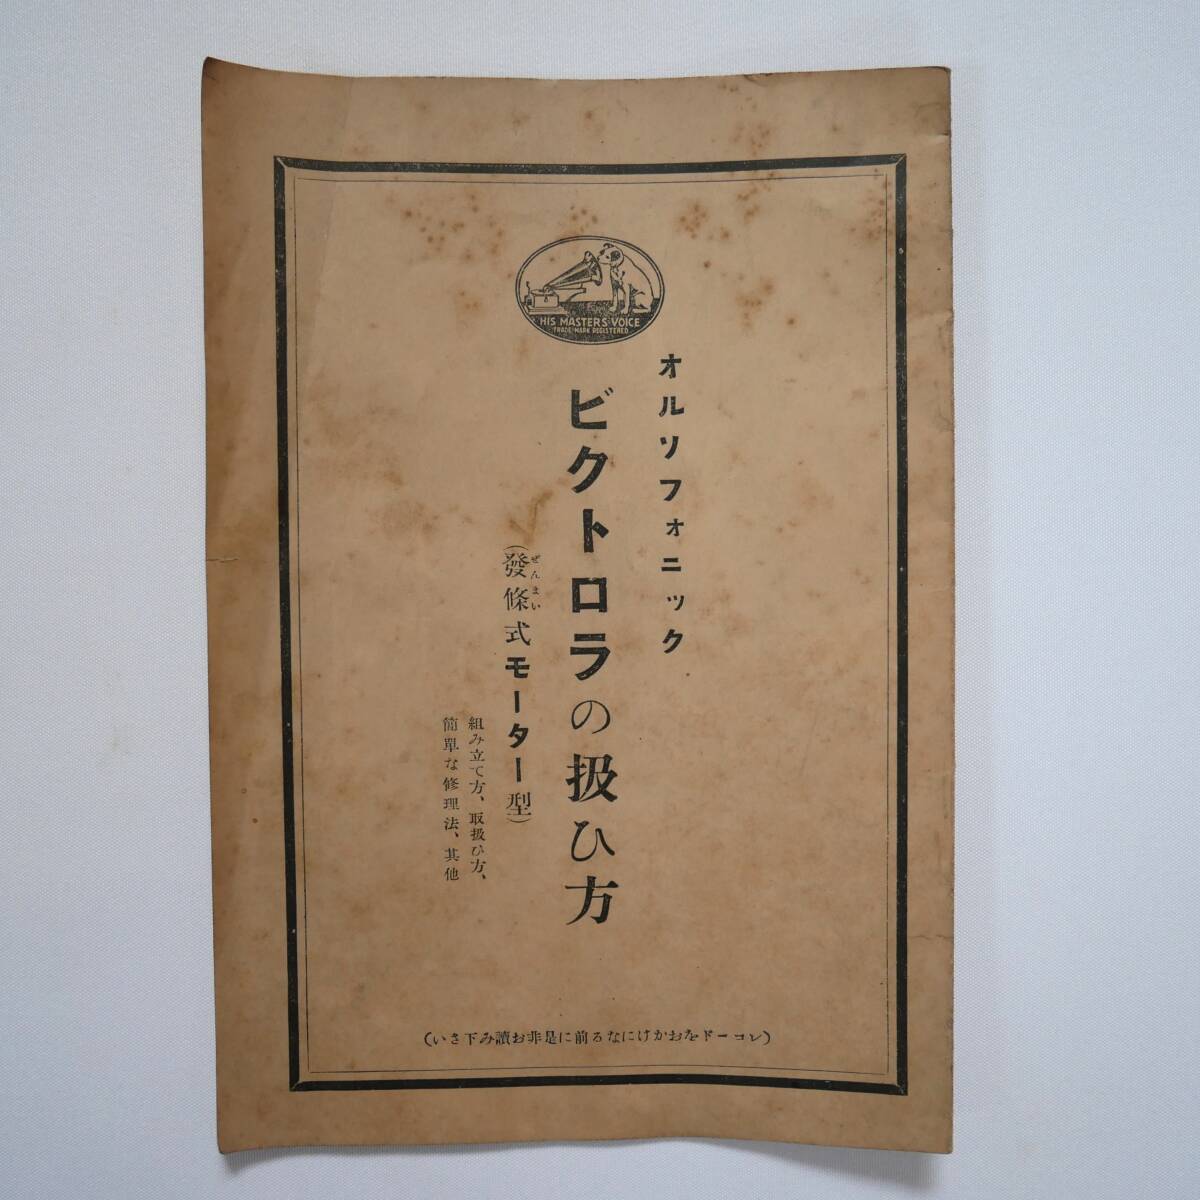 HIS MASTER'S VOICE
TRADE-MARK REGISTERED
オルソフォニック
ビクトロラの扱ひ方
(發條式モーター型)
ぜんまい
組み立て方、取扱ひ方、
簡單な修理法、其他
(レコードをおかけになる前に是非お讀み下さい)